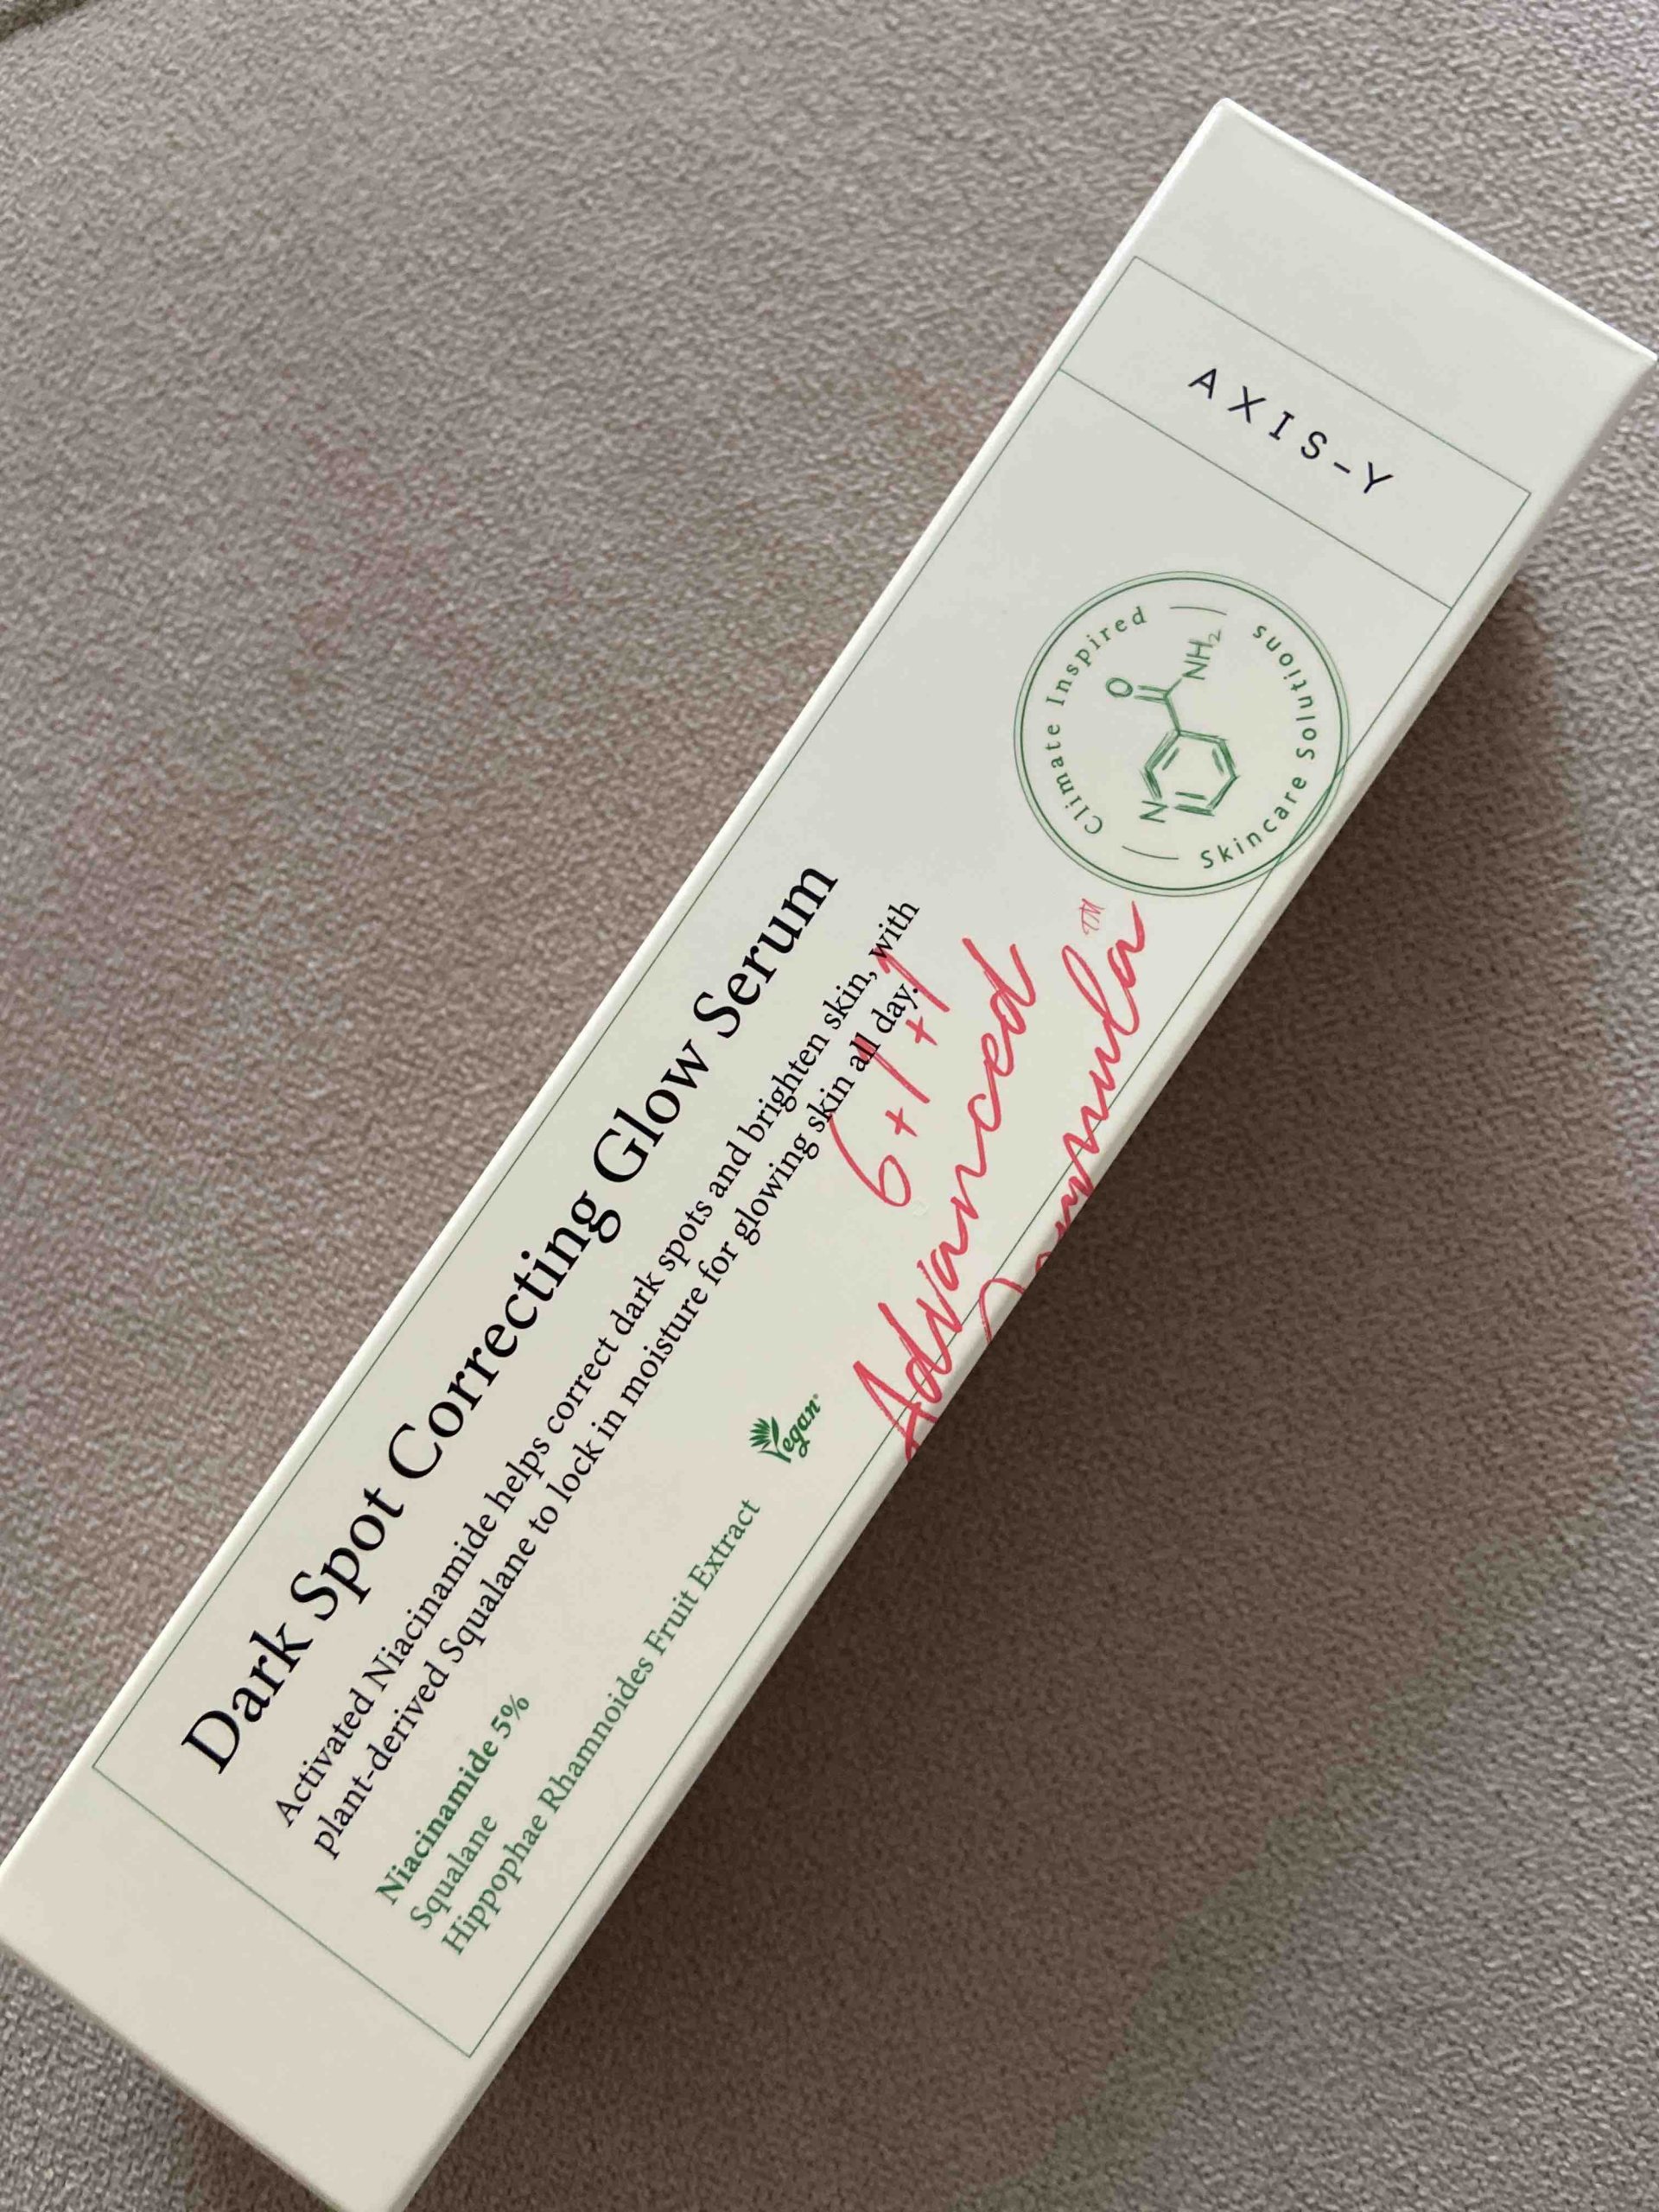 AXIS-Y
Climate Inspired
Skincare Solutions
O
NH₂
N
Dark Spot Correcting Glow Serum
Activated Niacinamide helps correct dark spots and brighten skin, with
plant-derived Squalane to lock in moisture for glowing skin all day.
6+1+1
Advanced
Formula™
Vegan®
Niacinamide 5%
Squalane
Hippophae Rhamnoides Fruit Extract